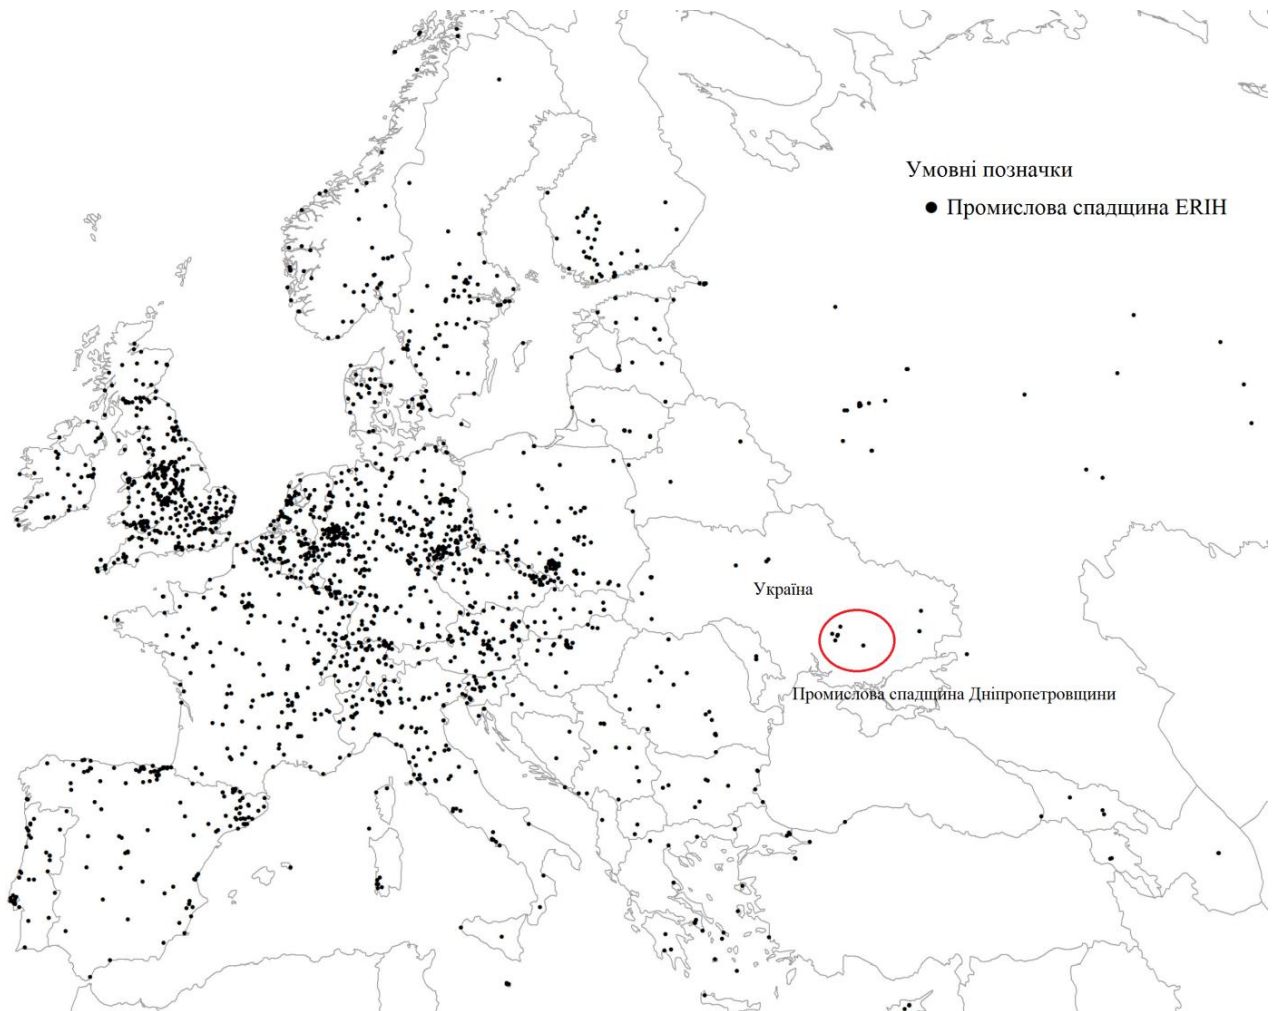 Умовні позначки
Промислова спадщина ERIH
Україна
Промислова спадщина Дніпропетровщини